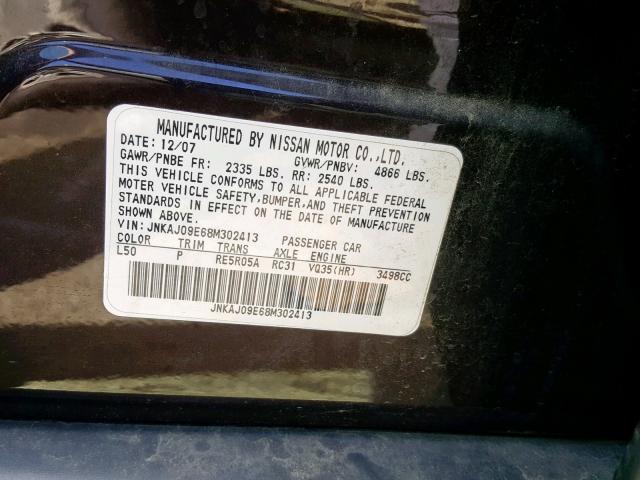 MANUFACTURED BY NISSAN MOTOR CO.,LTD.
DATE: 12/07 GVWR/PNBV: 4866 LBS.
GAWR/PNBE FR: 2335 LBS. RR: 2540 LBS.
THIS VEHICLE CONFORMS TO ALL APPLICABLE FEDERAL
MOTOR VEHICLE SAFETY,BUMPER,AND THEFT PREVENTION
STANDARDS IN EFFECT ON THE DATE OF MANUFACTURE
SHOWN ABOVE.
VIN: JNKAJ09E68M302413 PASSENGER CAR
COLOR TRIM TRANS AXLE ENGINE
L50 P RE5R05A RC31 VQ35(HR) 3498CC
JNKAJ09E68M302413